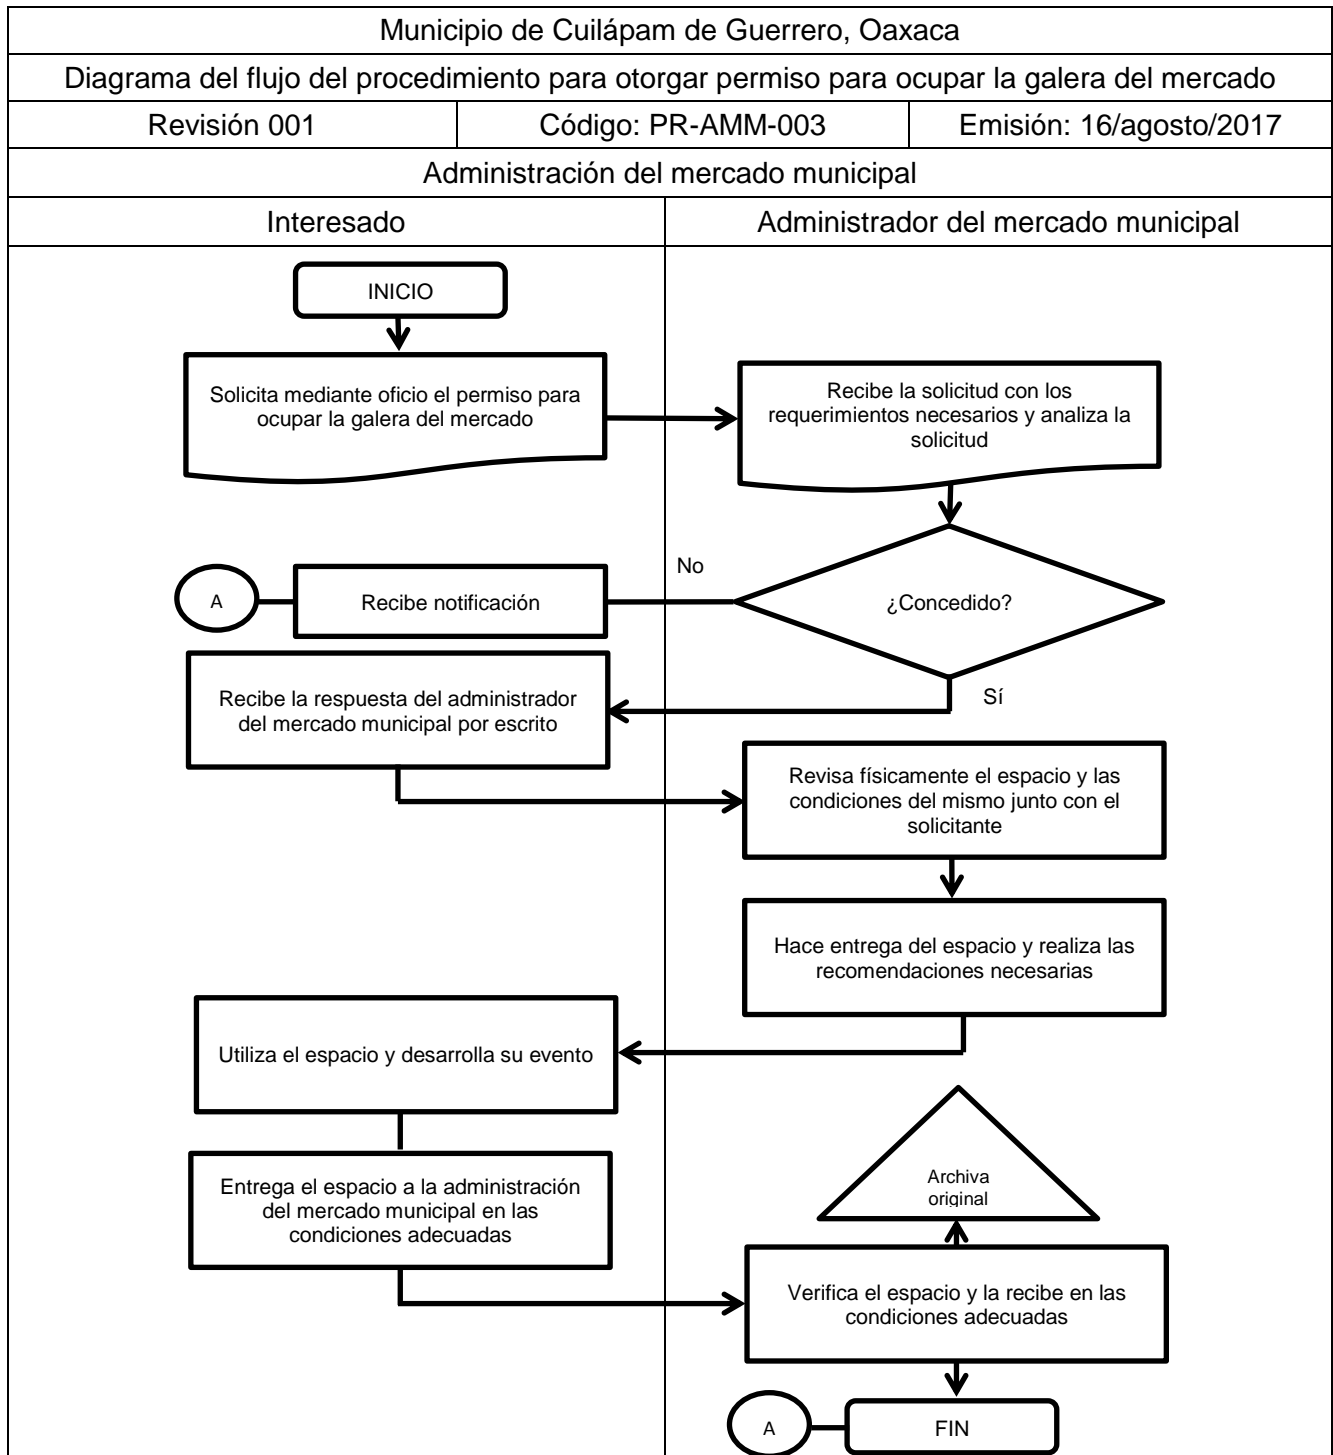 Municipio de Cuilápam de Guerrero, Oaxaca
Diagrama del flujo del procedimiento para otorgar permiso para ocupar la galera del mercado
Revisión 001
Código: PR-AMM-003
Emisión: 16/agosto/2017
Administración del mercado municipal
Interesado
Administrador del mercado municipal
INICIO
Solicita mediante oficio el permiso para
ocupar la galera del mercado
Recibe la solicitud con los
requerimientos necesarios y analiza la
solicitud
¿Concedido?
No
Recibe notificación
A
Sí
Recibe la respuesta del administrador
del mercado municipal por escrito
Revisa físicamente el espacio y las
condiciones del mismo junto con el
solicitante
Hace entrega del espacio y realiza las
recomendaciones necesarias
Utiliza el espacio y desarrolla su evento
Entrega el espacio a la administración
del mercado municipal en las
condiciones adecuadas
Archiva
original
Verifica el espacio y la recibe en las
condiciones adecuadas
A
FIN